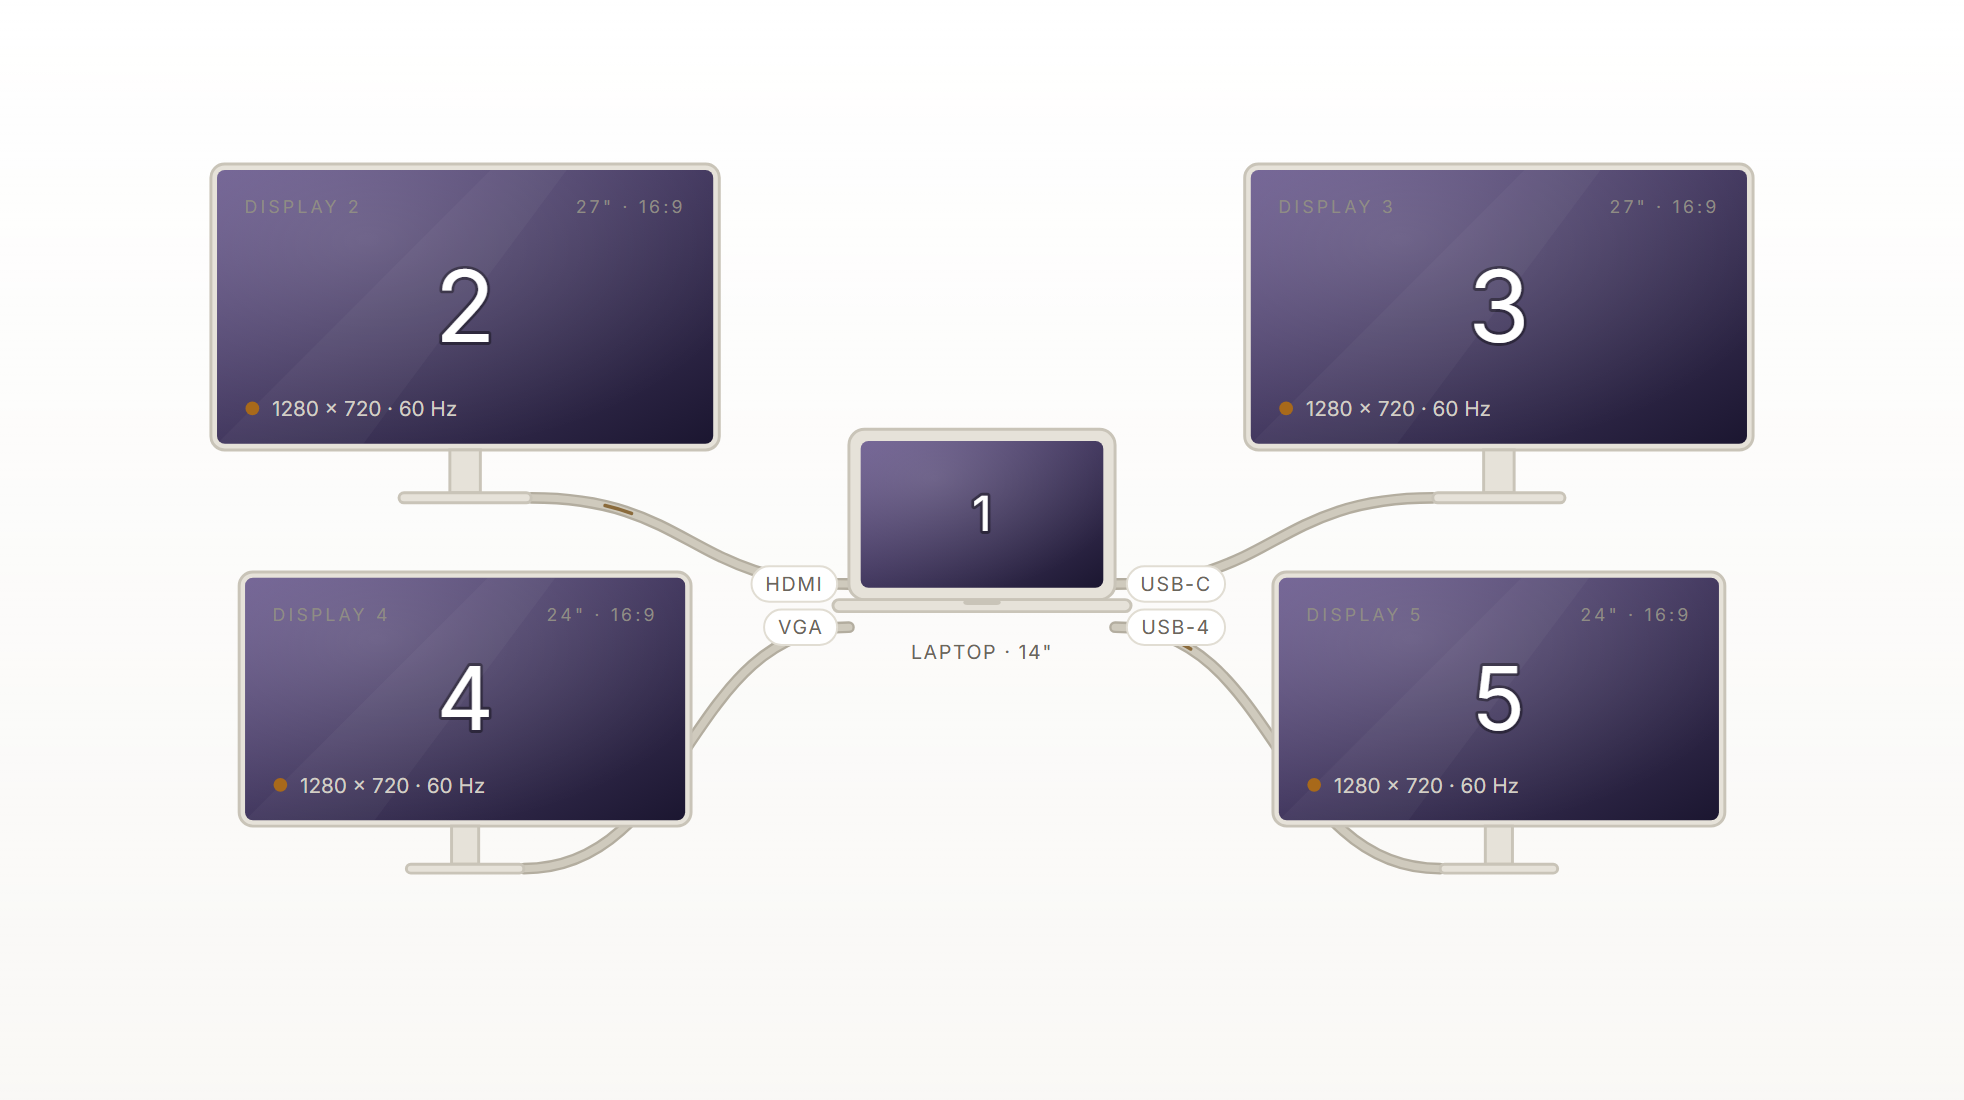 DISPLAY 2
27" · 16:9
2
1280 × 720 · 60 Hz
DISPLAY 3
27" · 16:9
3
1280 × 720 · 60 Hz
1
HDMI
USB-C
VGA
USB-4
LAPTOP · 14"
DISPLAY 4
24" · 16:9
4
1280 × 720 · 60 Hz
DISPLAY 5
24" · 16:9
5
1280 × 720 · 60 Hz